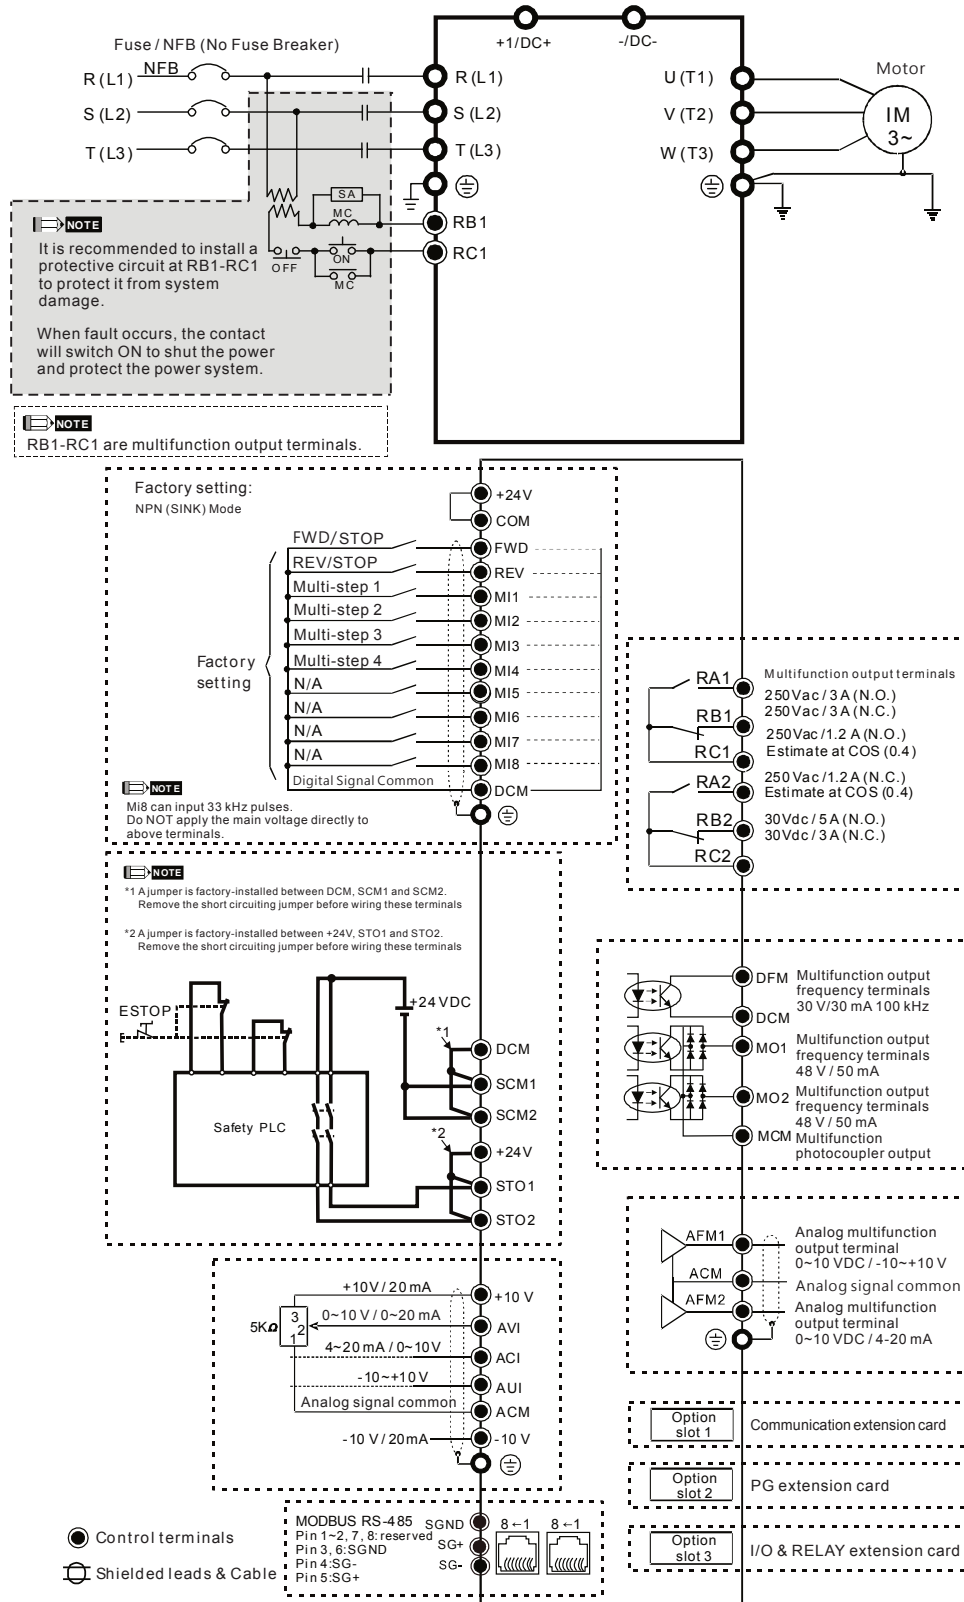 +1/DC+
-/DC-
Fuse / NFB (No Fuse Breaker)
R (L1)
NFB
S (L2)
T (L3)
R (L1)
S (L2)
T (L3)
RB1
RC1
U (T1)
V (T2)
W (T3)
Motor
IM
3~
SA
MC
OFF
ON
MC
NOTE
It is recommended to install a
protective circuit at RB1-RC1
to protect it from system
damage.
When fault occurs, the contact
will switch ON to shut the power
and protect the power system.
NOTE
RB1-RC1 are multifunction output terminals.
Factory setting:
NPN (SINK) Mode
+24V
COM
FWD/STOP
FWD
REV/STOP
REV
Multi-step 1
MI1
Multi-step 2
MI2
Multi-step 3
MI3
Multi-step 4
MI4
N/A
MI5
N/A
MI6
N/A
MI7
N/A
MI8
Digital Signal Common
DCM
Factory
setting
NOTE
Mi8 can input 33 kHz pulses.
Do NOT apply the main voltage directly to
above terminals.
RA1
RB1
RC1
RA2
RB2
RC2
Multifunction output terminals
250Vac / 3 A (N.O.)
250Vac / 3 A (N.C.)
250Vac /1.2 A (N.O.)
Estimate at COS (0.4)
250 Vac /1.2 A (N.C.)
Estimate at COS (0.4)
30Vdc / 5 A (N.O.)
30Vdc / 3 A (N.C.)
NOTE
*1 A jumper is factory-installed between DCM, SCM1 and SCM2.
Remove the short circuiting jumper before wiring these terminals
*2 A jumper is factory-installed between +24V, STO1 and STO2.
Remove the short circuiting jumper before wiring these terminals
ESTOP
+24 VDC
*1
DCM
SCM1
SCM2
Safety PLC
*2
+24V
STO1
STO2
DFM
Multifunction output
frequency terminals
30 V/30 mA 100 kHz
DCM
MO1
Multifunction output
frequency terminals
48 V / 50 mA
MO2
Multifunction output
frequency terminals
48 V / 50 mA
MCM
Multifunction
photocoupler output
AFM1
Analog multifunction
output terminal
0~10 VDC / -10~+10 V
ACM
Analog signal common
AFM2
Analog multifunction
output terminal
0~10 VDC / 4-20 mA
+10V / 20 mA
+10 V
5KΩ
3
2
1
0~10 V / 0~20 mA
AVI
4~20 mA / 0~10V
ACI
-10~+10 V
AUI
Analog signal common
ACM
-10 V / 20mA
-10 V
Option
slot 1
Communication extension card
Option
slot 2
PG extension card
Option
slot 3
I/O & RELAY extension card
MODBUS RS-485
Pin 1~2, 7, 8: reserved
Pin 3, 6:SGND
Pin 4:SG-
Pin 5:SG+
SGND
SG+
SG-
8←1
8←1
Control terminals
Shielded leads & Cable